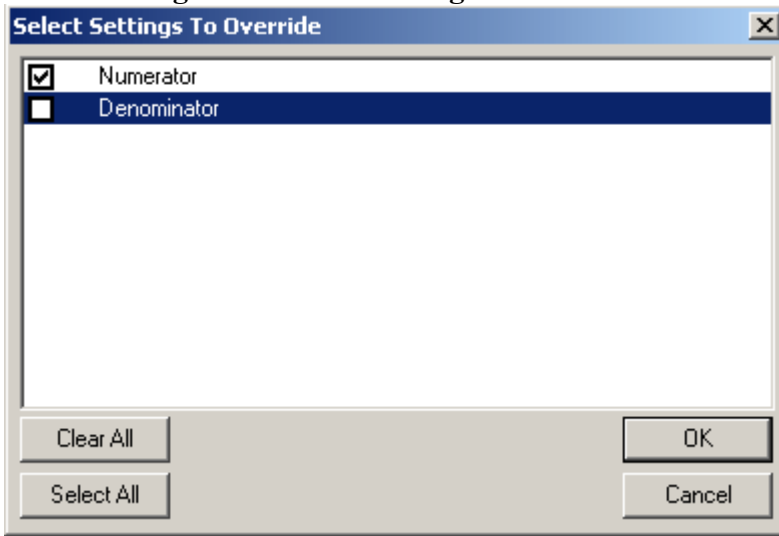 Select Settings To Override
Numerator
Denominator
Clear All
OK
Select All
Cancel